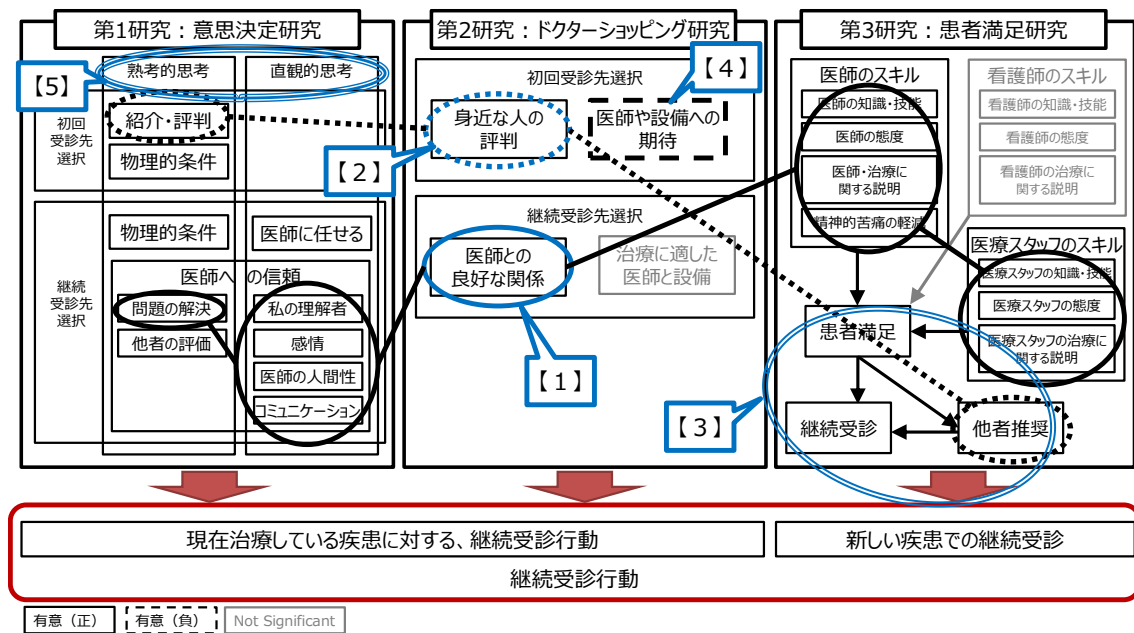 第1研究：意思決定研究
【5】
熟考的思考
直観的思考
初回
受診先
選択
紹介・評判
物理的条件
継続
受診先
選択
物理的条件
医師に任せる
医師への信頼
問題の解決
他者の評価
私の理解者
感情
医師の人間性
コミュニケーション
第2研究：ドクターショッピング研究
初回受診先選択
【4】
身近な人の
評判
医師や設備への
期待
【2】
継続受診先選択
医師との
良好な関係
治療に適した
医師と設備
【1】
第3研究：患者満足研究
医師のスキル
医師の知識・技能
医師の態度
医師・治療に
関する説明
精神的苦痛の軽減
看護師のスキル
看護師の知識・技能
看護師の態度
看護師の治療に
関する説明
医療スタッフのスキル
医療スタッフの知識・技能
医療スタッフの態度
医療スタッフの治療に
関する説明
患者満足
【3】
継続受診
他者推奨
現在治療している疾患に対する、継続受診行動
新しい疾患での継続受診
継続受診行動
有意（正）
有意（負）
Not Significant